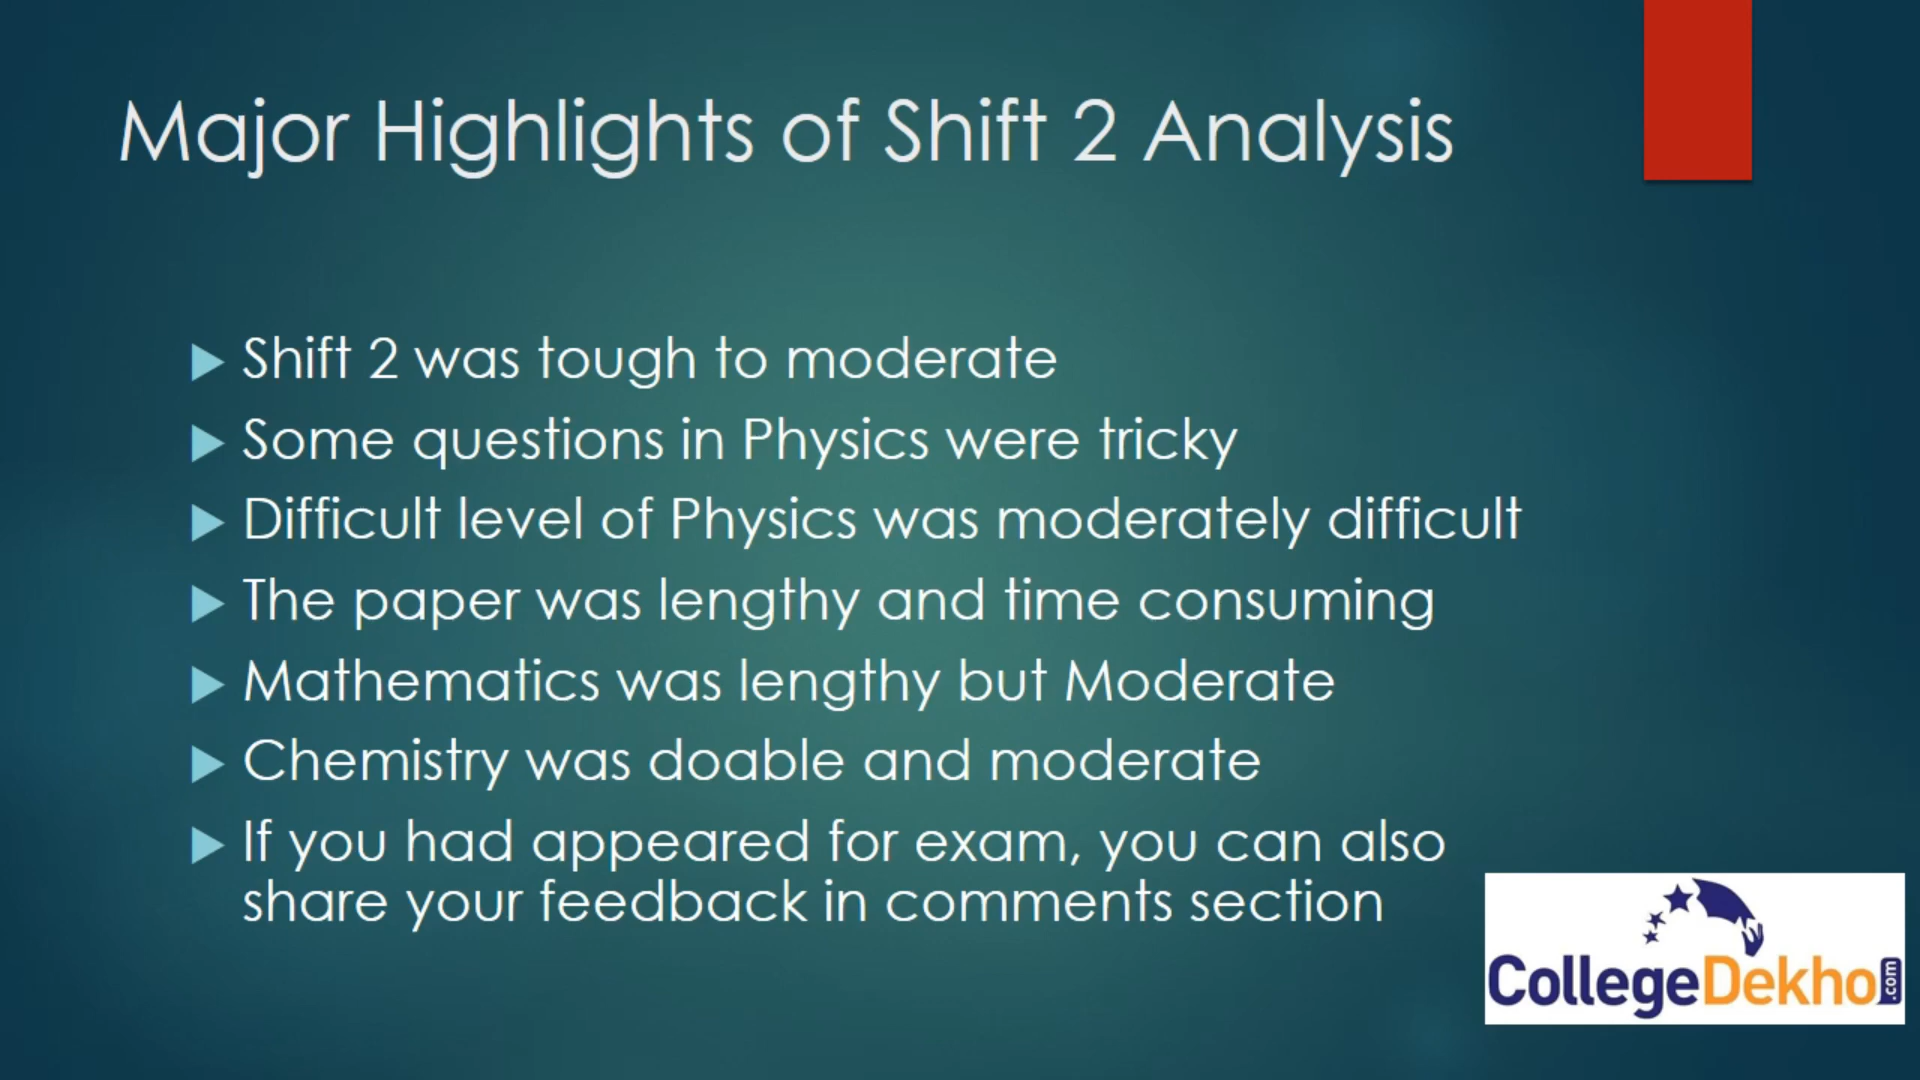 Major Highlights of Shift 2 Analysis
Shift 2 was tough to moderate
Some questions in Physics were tricky
Difficult level of Physics was moderately difficult
The paper was lengthy and time consuming
Mathematics was lengthy but Moderate
Chemistry was doable and moderate
If you had appeared for exam, you can also
share your feedback in comments section
CollegeDekho.com